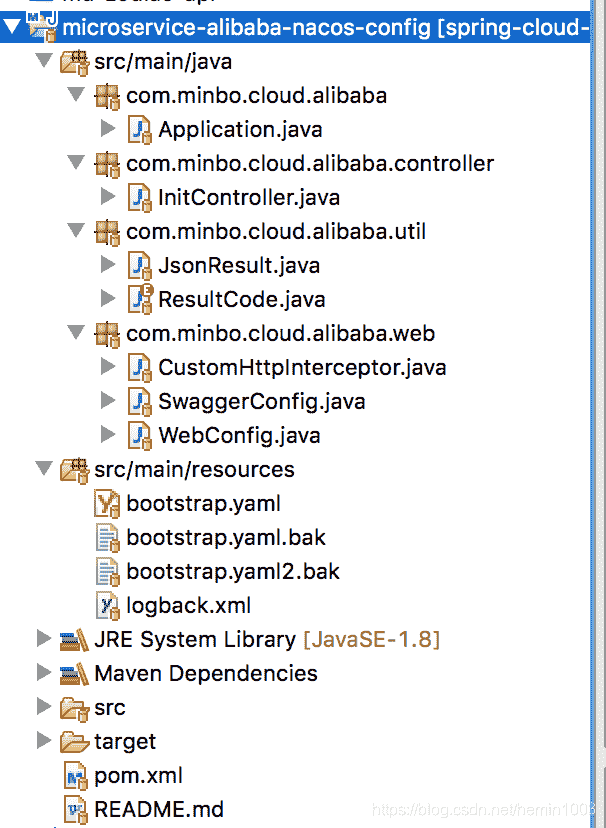 microservice-alibaba-nacos-config [spring-cloud-
src/main/java
com.minbo.cloud.alibaba
Application.java
com.minbo.cloud.alibaba.controller
InitController.java
com.minbo.cloud.alibaba.util
JsonResult.java
ResultCode.java
com.minbo.cloud.alibaba.web
CustomHttpInterceptor.java
SwaggerConfig.java
WebConfig.java
src/main/resources
bootstrap.yaml
bootstrap.yaml.bak
bootstrap.yaml2.bak
logback.xml
JRE System Library [JavaSE-1.8]
Maven Dependencies
src
target
pom.xml
README.md
https://blog.csdn.net/hemin1003